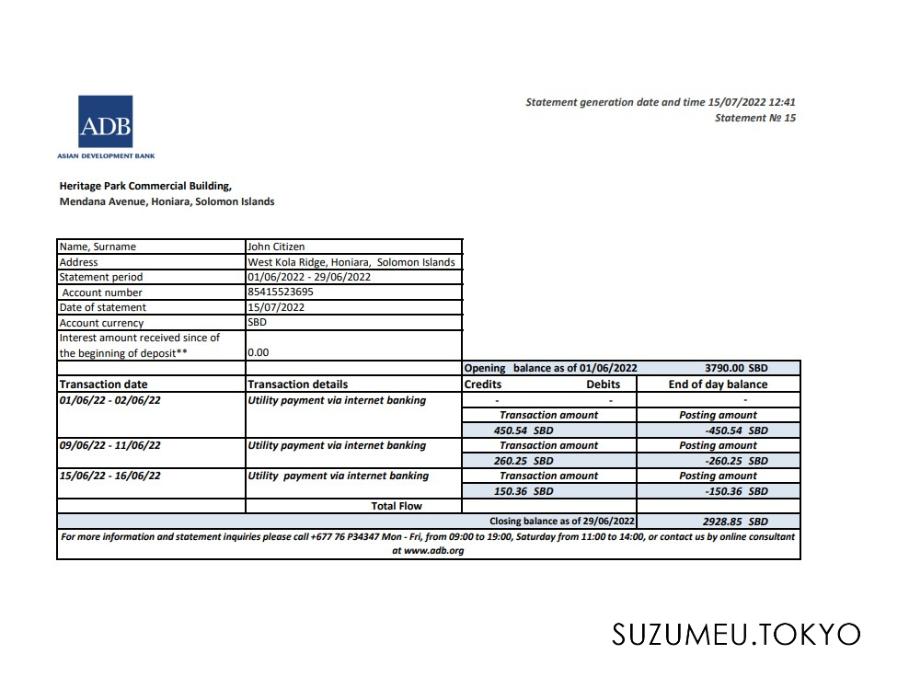 Statement generation date and time 15/07/2022 12:41
Statement № 15
ADB
ASIAN DEVELOPMENT BANK
Heritage Park Commercial Building,
Mendana Avenue, Honiara, Solomon Islands
Name, Surname John Citizen
Address West Kola Ridge, Honiara, Solomon Islands
Statement period 01/06/2022 - 29/06/2022
Account number 85415523695
Date of statement 15/07/2022
Account currency SBD
Interest amount received since of
the beginning of deposit** 0.00
Opening balance as of 01/06/2022 3790.00 SBD
Transaction date Transaction details Credits Debits End of day balance
01/06/22 - 02/06/22 Utility payment via internet banking - - -
Transaction amount Posting amount
450.54 SBD -450.54 SBD
09/06/22 - 11/06/22 Utility payment via internet banking Transaction amount Posting amount
260.25 SBD -260.25 SBD
15/06/22 - 16/06/22 Utility payment via internet banking Transaction amount Posting amount
150.36 SBD -150.36 SBD
Total Flow
Closing balance as of 29/06/2022 2928.85 SBD
For more information and statement inquiries please call +677 76 P34347 Mon - Fri, from 09:00 to 19:00, Saturday from 11:00 to 14:00, or contact us by online consultant
at www.adb.org
SUZUMEU.TOKYO